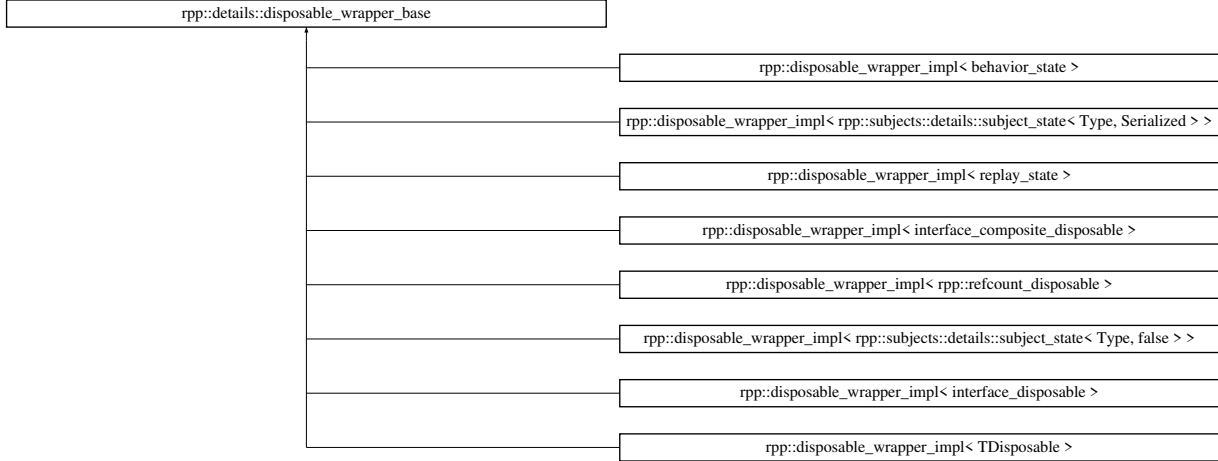 rpp::details::disposable_wrapper_base
rpp::disposable_wrapper_impl< behavior_state >
rpp::disposable_wrapper_impl< rpp::subjects::details::subject_state< Type, Serialized > >
rpp::disposable_wrapper_impl< replay_state >
rpp::disposable_wrapper_impl< interface_composite_disposable >
rpp::disposable_wrapper_impl< rpp::refcount_disposable >
rpp::disposable_wrapper_impl< rpp::subjects::details::subject_state< Type, false > >
rpp::disposable_wrapper_impl< interface_disposable >
rpp::disposable_wrapper_impl< TDisposable >